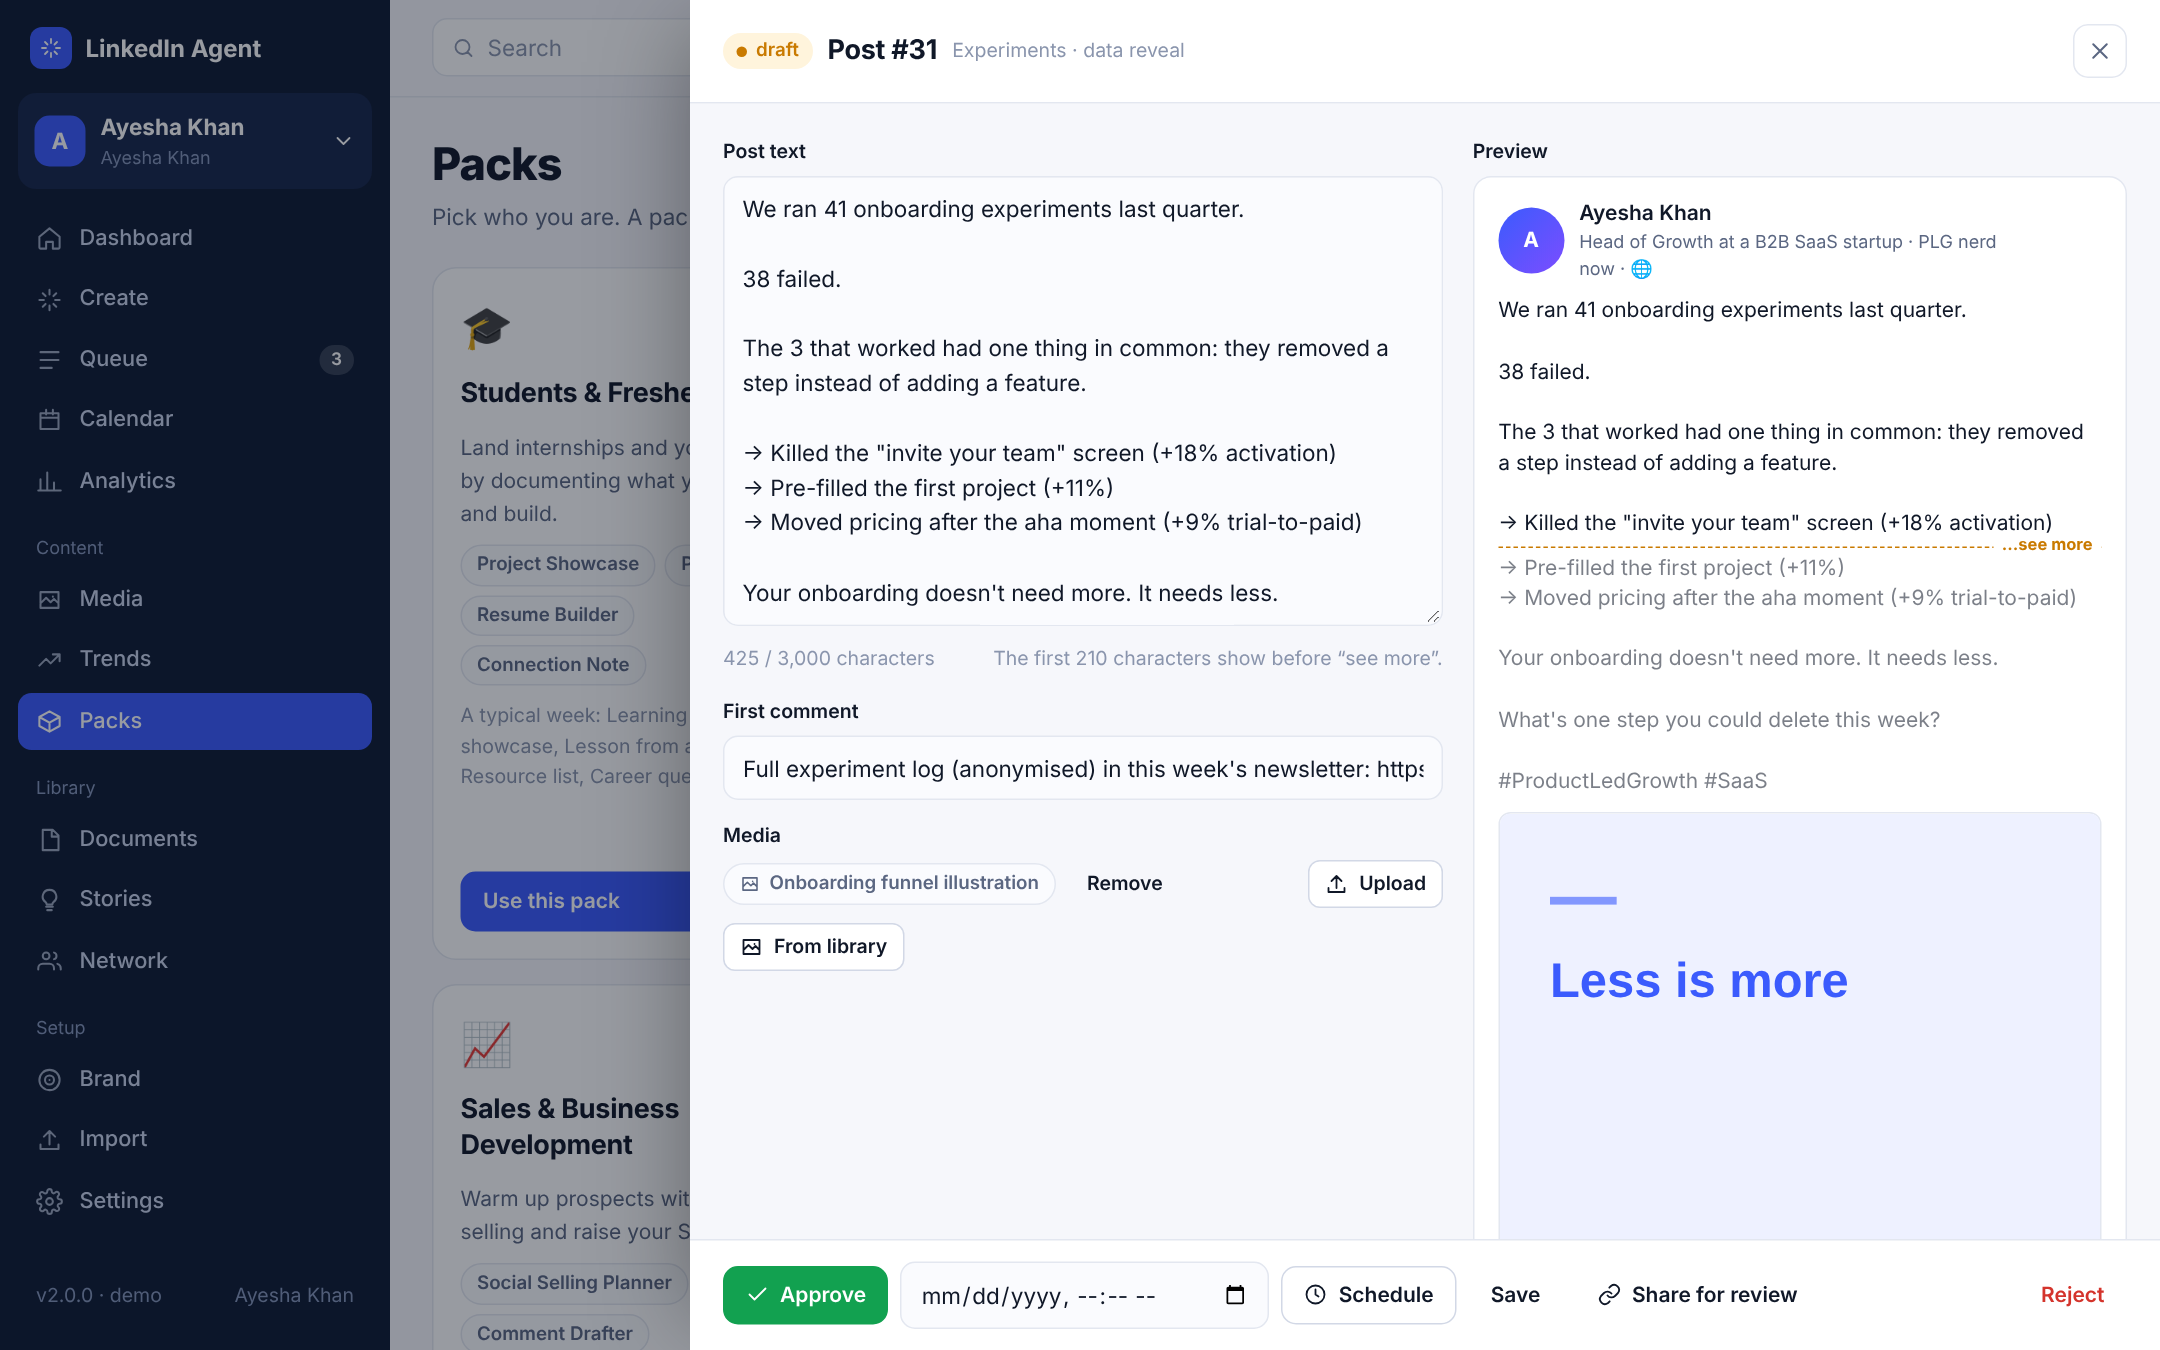 LinkedIn Agent
A
Ayesha Khan
Ayesha Khan
Dashboard
Create
Queue
3
Calendar
Analytics
Content
Media
Trends
Packs
Library
Documents
Stories
Network
Setup
Brand
Import
Settings
v2.0.0 · demo
Ayesha Khan
Search
Packs
Pick who you are. A pac
Students & Freshe
Land internships and yo
by documenting what y
and build.
Project Showcase
Resume Builder
Connection Note
A typical week: Learning
showcase, Lesson from a
Resource list, Career que
Use this pack
Sales & Business
Development
Warm up prospects wit
selling and raise your S
Social Selling Planner
Comment Drafter
draft
Post #31
Experiments · data reveal
Post text
We ran 41 onboarding experiments last quarter.
38 failed.
The 3 that worked had one thing in common: they removed a
step instead of adding a feature.
→ Killed the "invite your team" screen (+18% activation)
→ Pre-filled the first project (+11%)
→ Moved pricing after the aha moment (+9% trial-to-paid)
Your onboarding doesn't need more. It needs less.
425 / 3,000 characters
The first 210 characters show before “see more”.
First comment
Full experiment log (anonymised) in this week's newsletter: https
Media
Onboarding funnel illustration
Remove
Upload
From library
Preview
A
Ayesha Khan
Head of Growth at a B2B SaaS startup · PLG nerd
now ·
We ran 41 onboarding experiments last quarter.
38 failed.
The 3 that worked had one thing in common: they removed
a step instead of adding a feature.
→ Killed the "invite your team" screen (+18% activation)
...see more
→ Pre-filled the first project (+11%)
→ Moved pricing after the aha moment (+9% trial-to-paid)
Your onboarding doesn't need more. It needs less.
What's one step you could delete this week?
#ProductLedGrowth #SaaS
Less is more
Approve
mm/dd/yyyy, --:-- --
Schedule
Save
Share for review
Reject